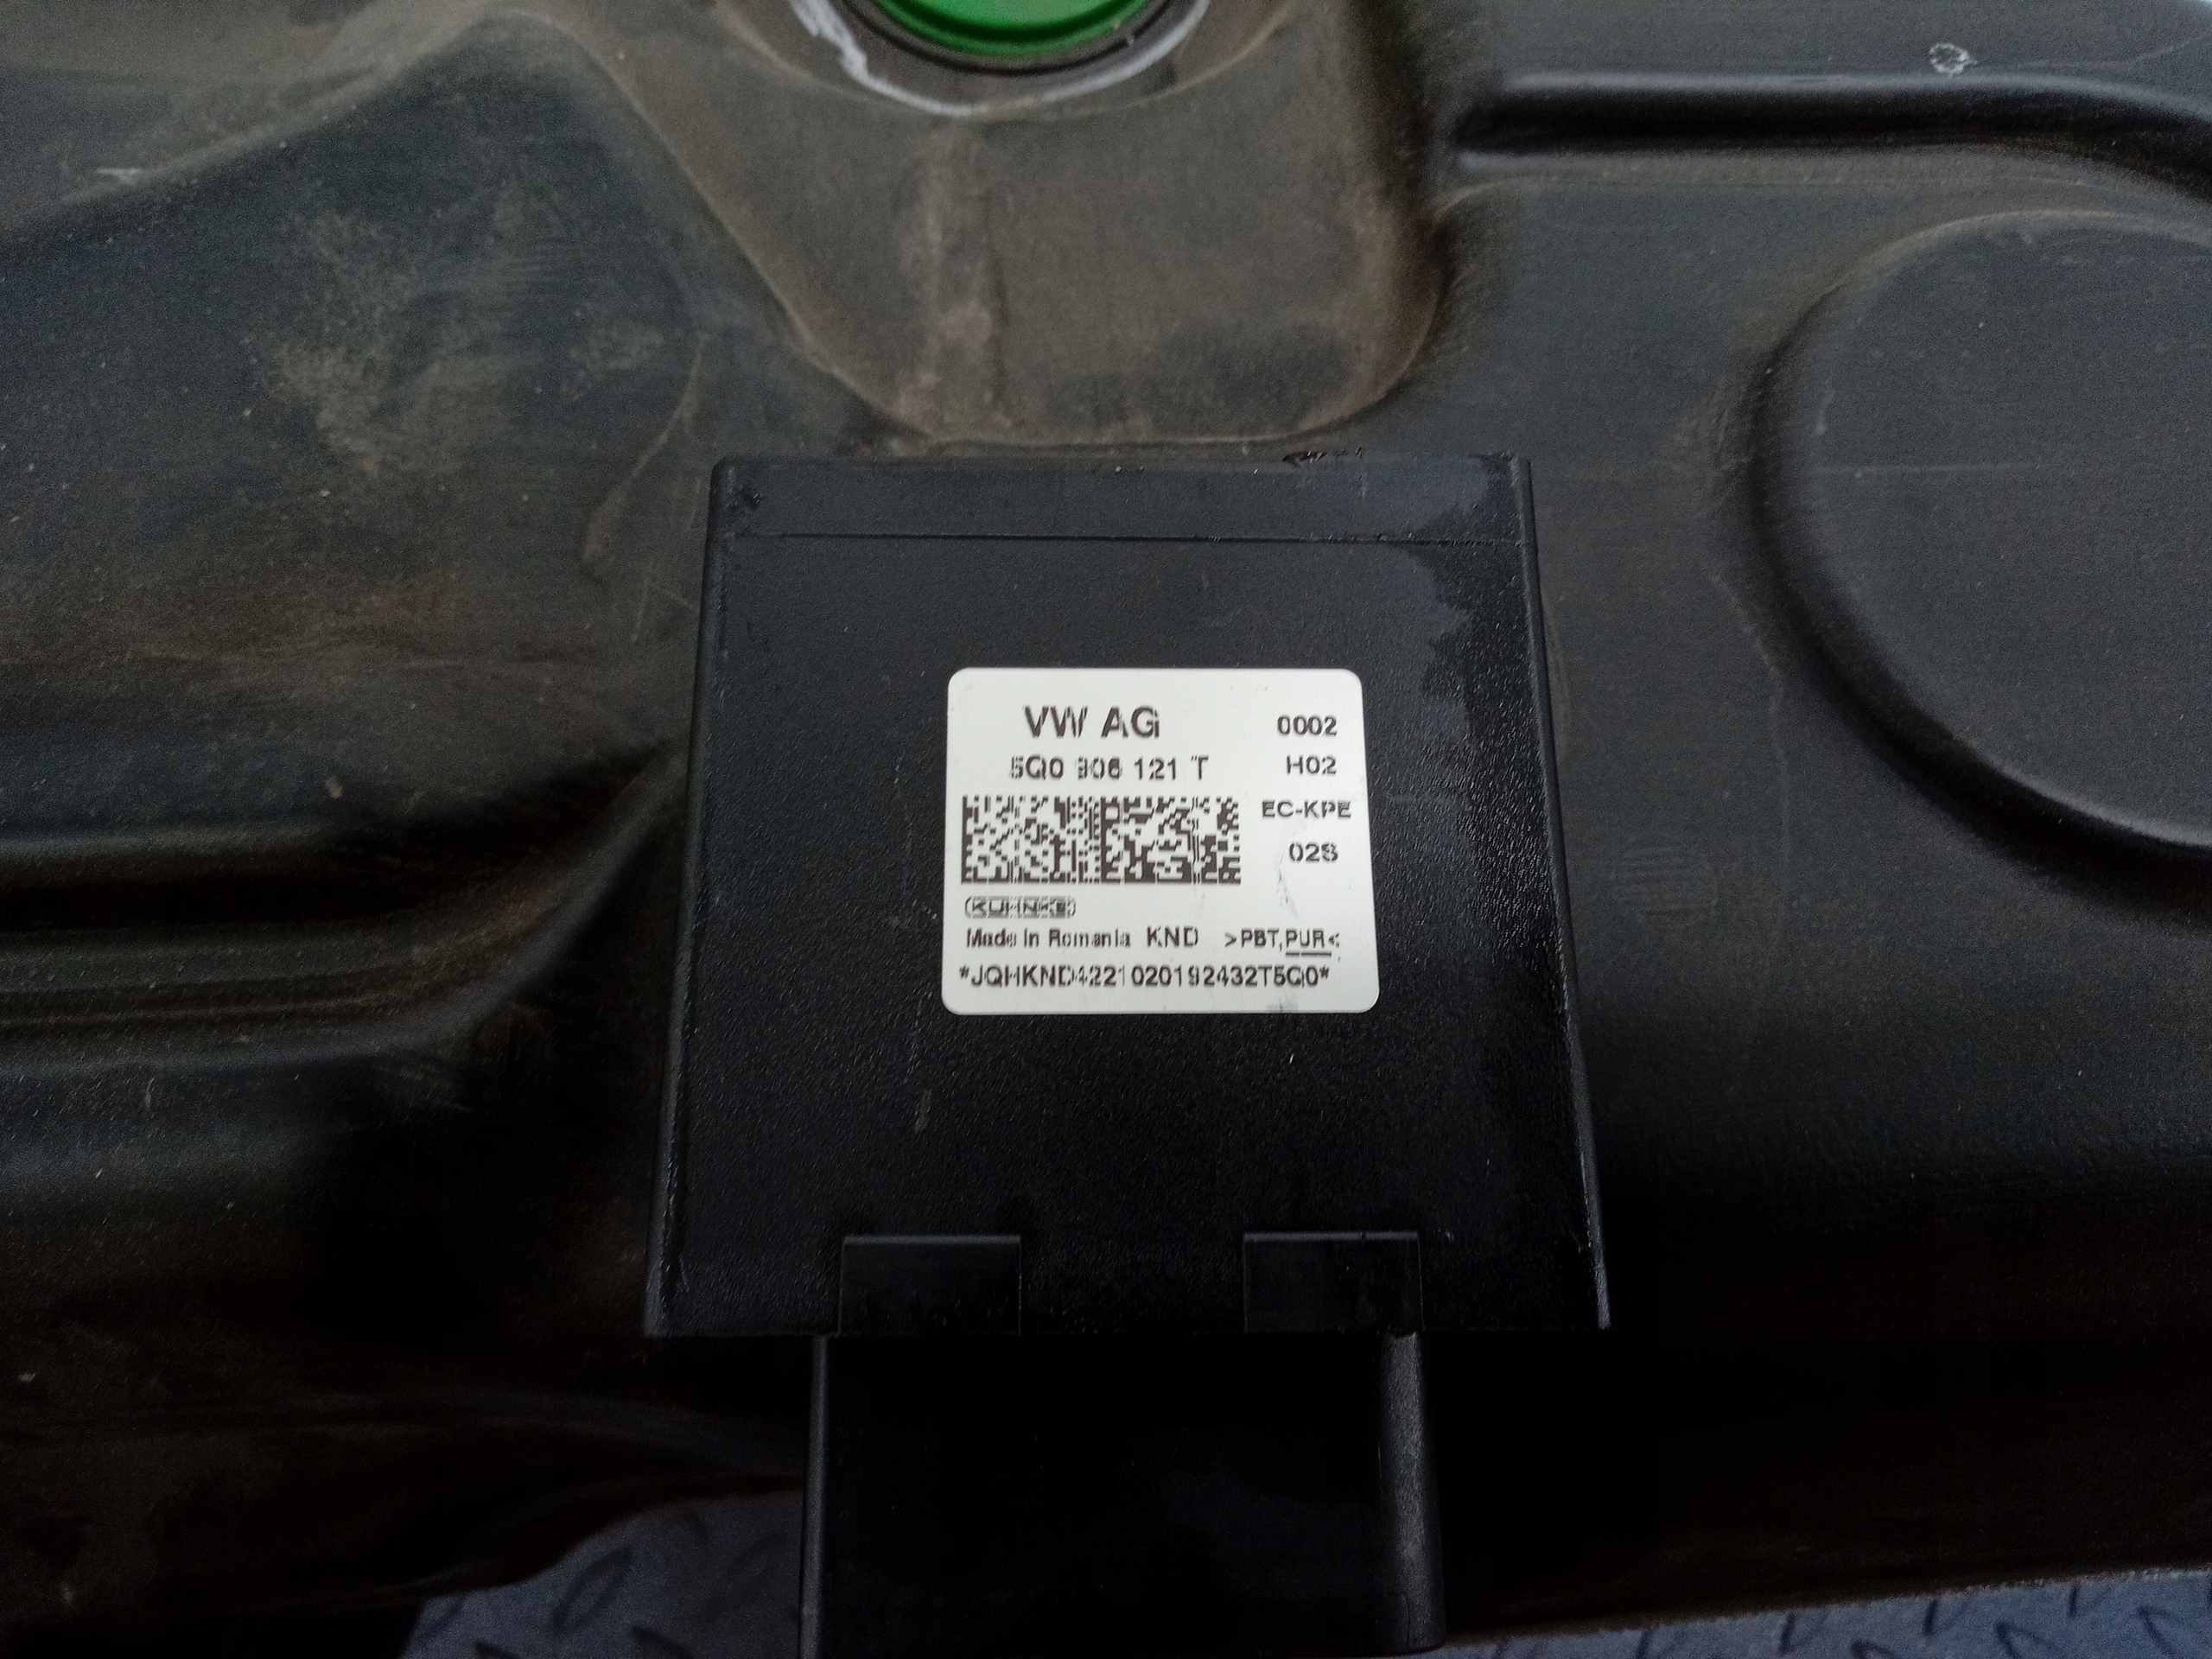 VW AG 0002
5Q0 906 121 T H02
EC-KPE
02S
KUHNKE
Made in Romania KND >PBT,PUR<
*JQHKND4221020192432T5Q0*